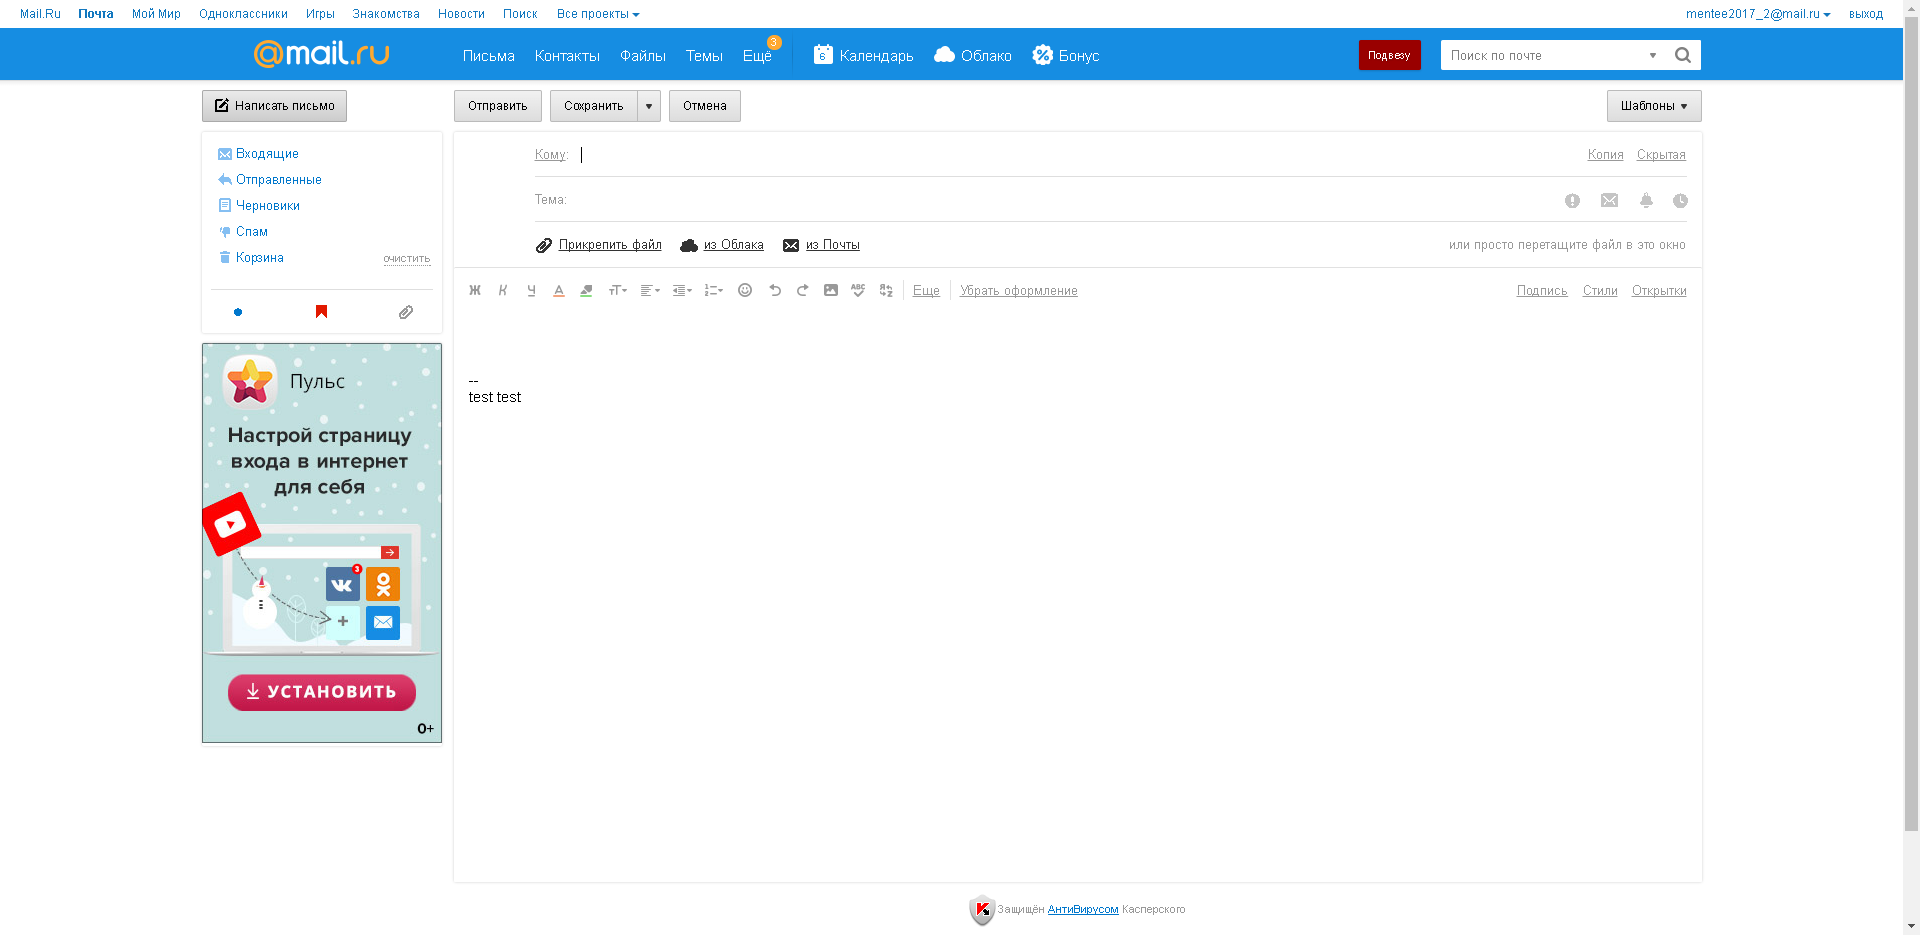 Mail.Ru Почта Мой Мир Одноклассники Игры Знакомства Новости Поиск Все проекты mentee2017_2@mail.ru выход
@mail.ru Письма Контакты Файлы Темы Ещё 3 6 Календарь Облако Бонус Подвезу Поиск по почте
Написать письмо Отправить Сохранить Отмена Шаблоны
Входящие
Отправленные
Черновики
Спам
Корзина очистить
Кому: Копия Скрытая
Тема:
Прикрепить файл из Облака из Почты или просто перетащите файл в это окно
Ж К Ч А тТ ABC Еще Убрать оформление Подпись Стили Открытки
--
test test
Пульс
Настрой страницу
входа в интернет
для себя
3
УСТАНОВИТЬ
0+
Защищён АнтиВирусом Касперского